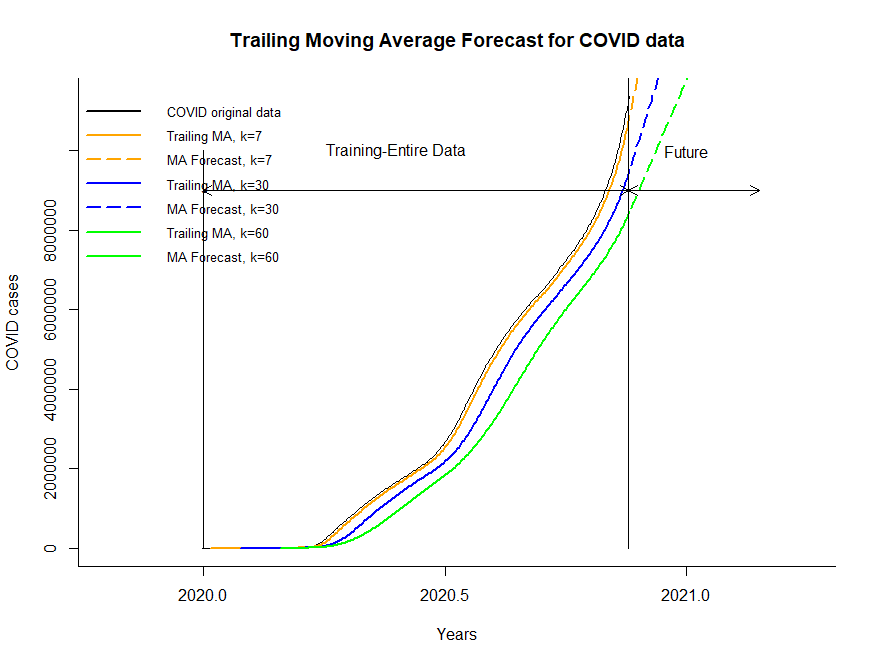 Trailing Moving Average Forecast for COVID data
COVID original data
Trailing MA, k=7
MA Forecast, k=7
Trailing MA, k=30
MA Forecast, k=30
Trailing MA, k=60
MA Forecast, k=60
Training-Entire Data
Future
COVID cases
8000000
6000000
4000000
2000000
0
2020.0
2020.5
2021.0
Years